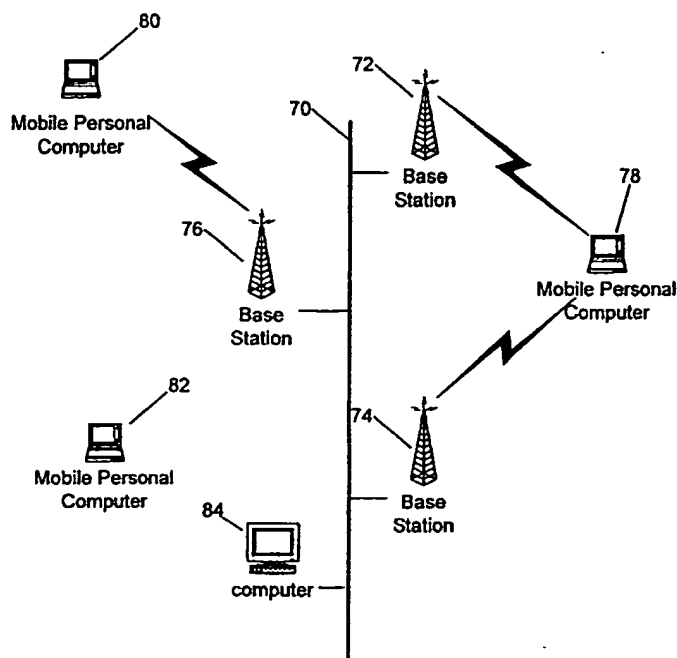 80
Mobile Personal
Computer
72
70
Base
Station
78
Mobile Personal
Computer
76
Base
Station
82
Mobile Personal
Computer
74
Base
Station
84
computer